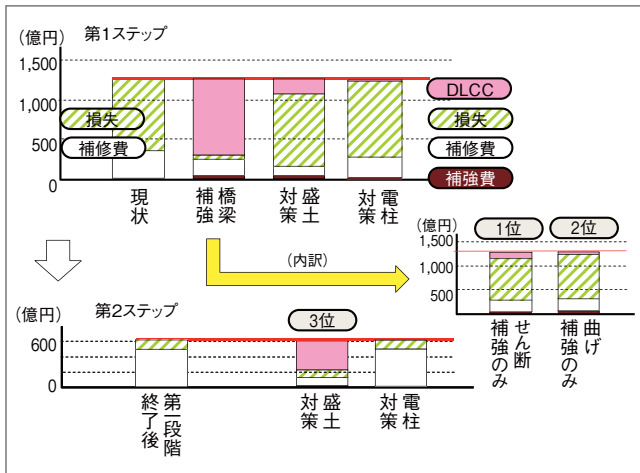 (億円) 第1ステップ
1,500
1,000
500
0
損失
補修費
DLCC
損失
補修費
補強費
現状
橋梁補強
盛土対策
電柱対策
(内訳)
(億円)
1位
2位
1,500
1,000
500
せん断補強のみ
曲げ補強のみ
第2ステップ
(億円)
3位
600
0
第一段階終了後
盛土対策
電柱対策